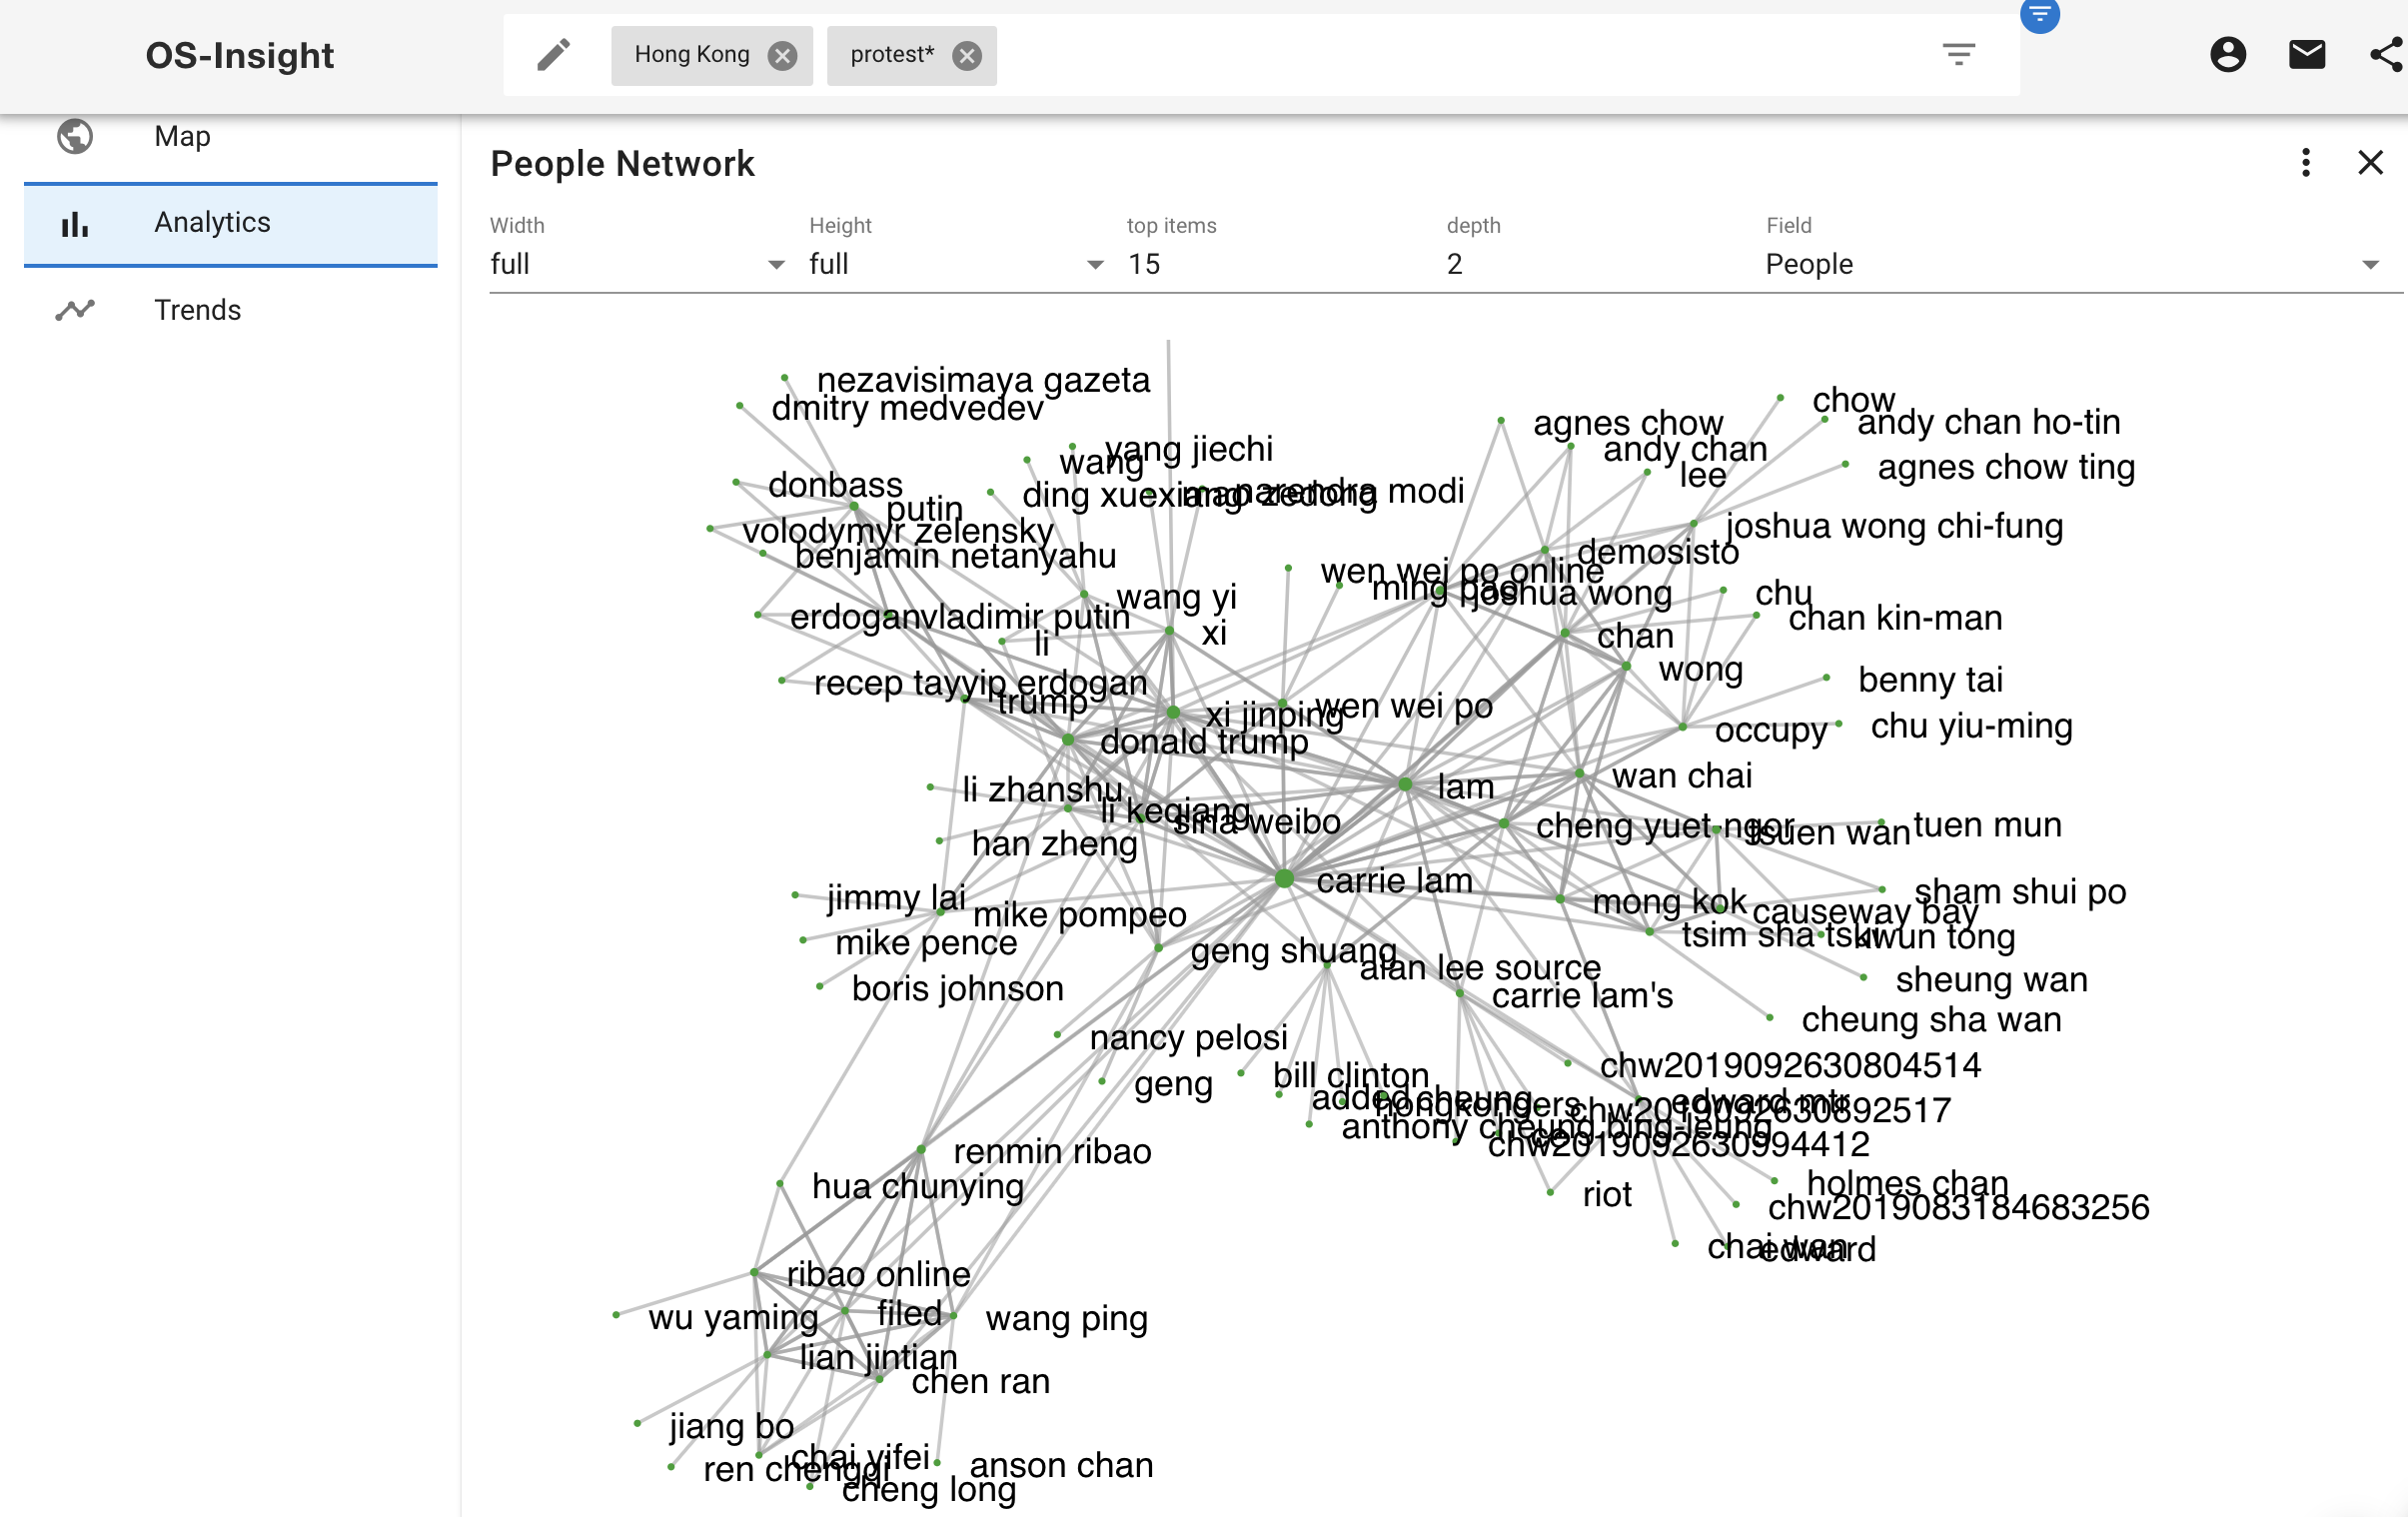 OS-Insight
Hong Kong
protest*
Map
Analytics
Trends
People Network
Width
full
Height
full
top items
15
depth
2
Field
People
nezavisimaya gazeta
dmitry medvedev
chow
andy chan ho-tin
agnes chow
andy chan
yang jiechi
wang
lee
agnes chow ting
donbass
ding xuexiang
mao zedong
narendra modi
putin
volodymyr zelensky
benjamin netanyahu
joshua wong chi-fung
demosisto
wen wei po online
ming pao
joshua wong
chu
wang yi
erdogan
vladimir putin
chan kin-man
xi
li
chan
wong
recep tayyip erdogan
trump
benny tai
xi jinping
wen wei po
occupy
chu yiu-ming
donald trump
wan chai
li zhanshu
lam
li keqiang
sina weibo
cheng yuet-ngor
tsuen wan
tuen mun
han zheng
carrie lam
jimmy lai
mong kok
sham shui po
mike pompeo
causeway bay
mike pence
tsim sha tsui
kwun tong
geng shuang
alan lee source
boris johnson
carrie lam's
sheung wan
cheung sha wan
nancy pelosi
geng
bill clinton
chw2019092630804514
added
cheung
hongkongers
edward mtr
chw2019092630892517
anthony cheung bing-leung
chw2019092630994412
renmin ribao
hua chunying
riot
holmes chan
chw2019083184683256
chai wan
edward
ribao online
wu yaming
filed
wang ping
lian jintian
chen ran
jiang bo
chai yifei
ren chengqi
anson chan
cheng long